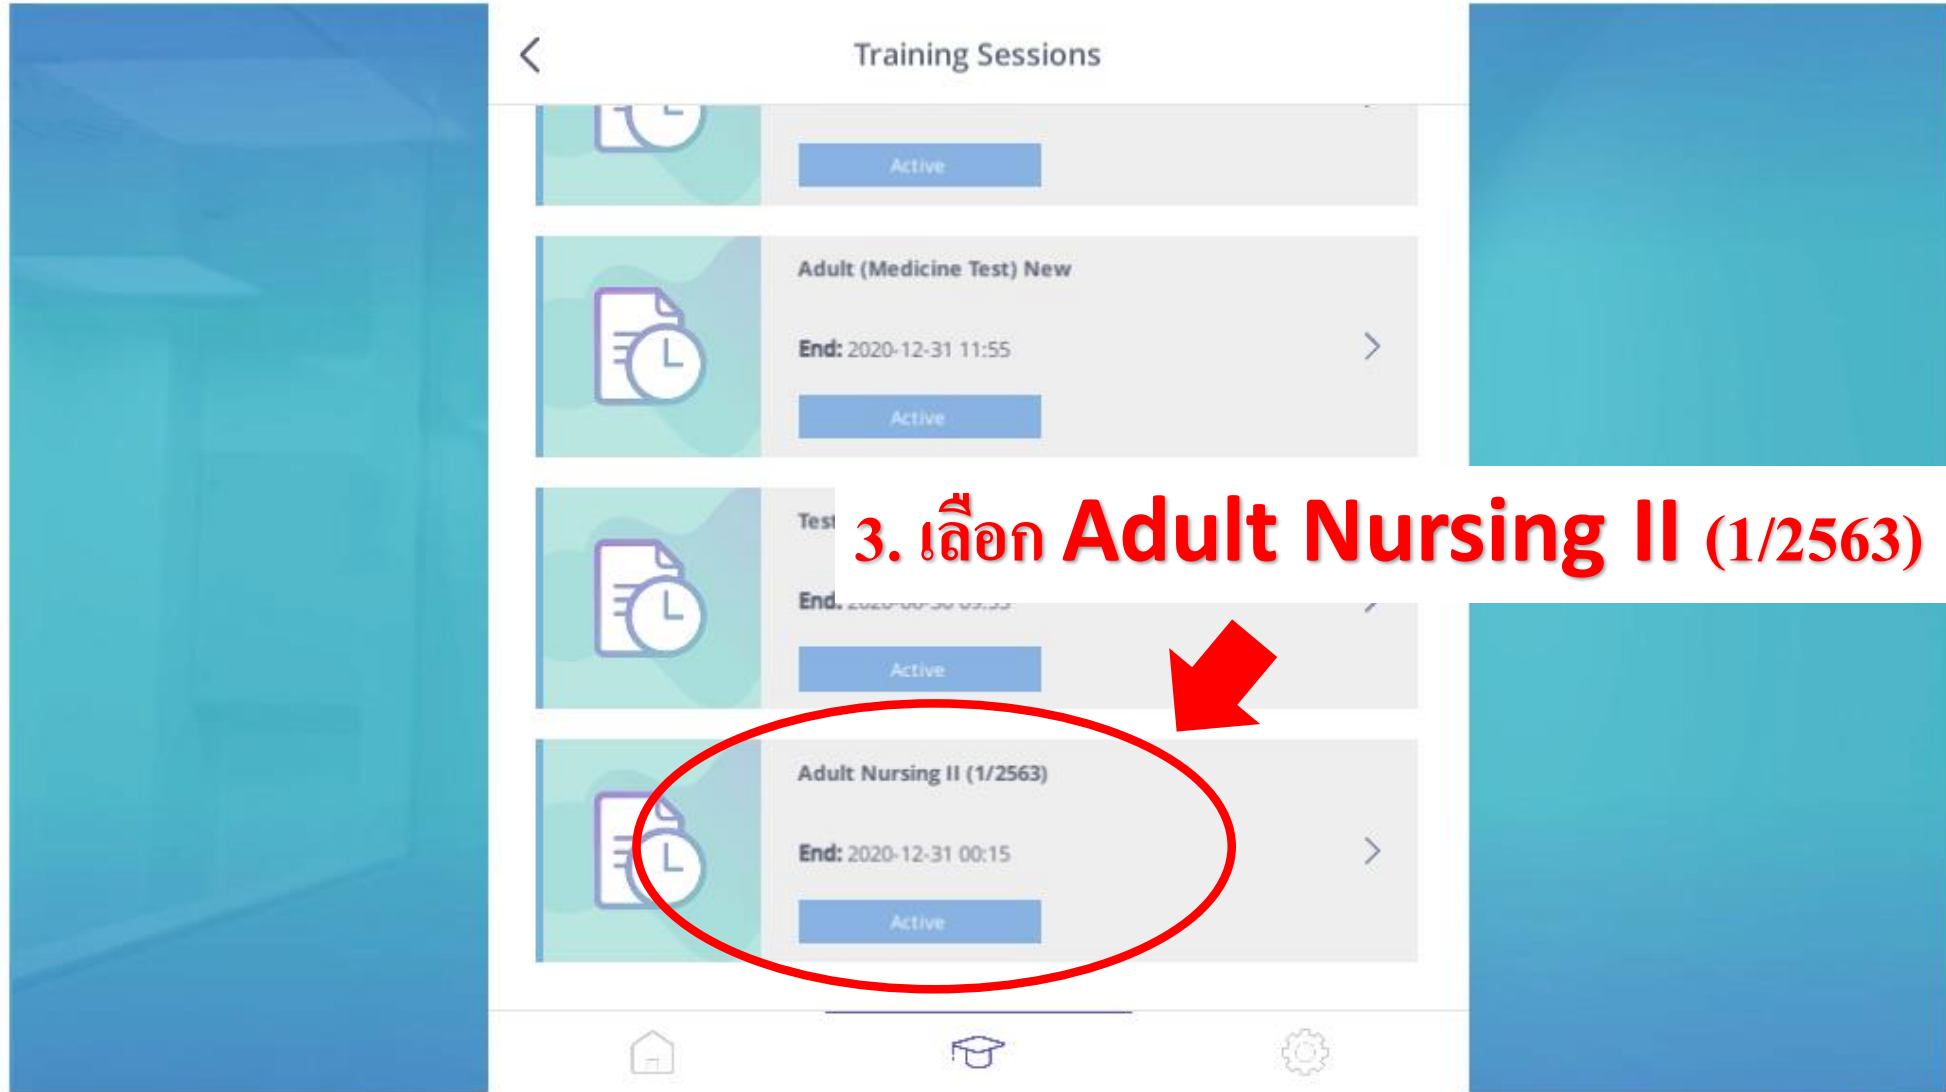 Training Sessions
Active
Adult (Medicine Test) New
End: 2020-12-31 11:55
Active
Test
3. เลือก Adult Nursing II (1/2563)
End:
Active
Adult Nursing II (1/2563)
End: 2020-12-31 00:15
Active